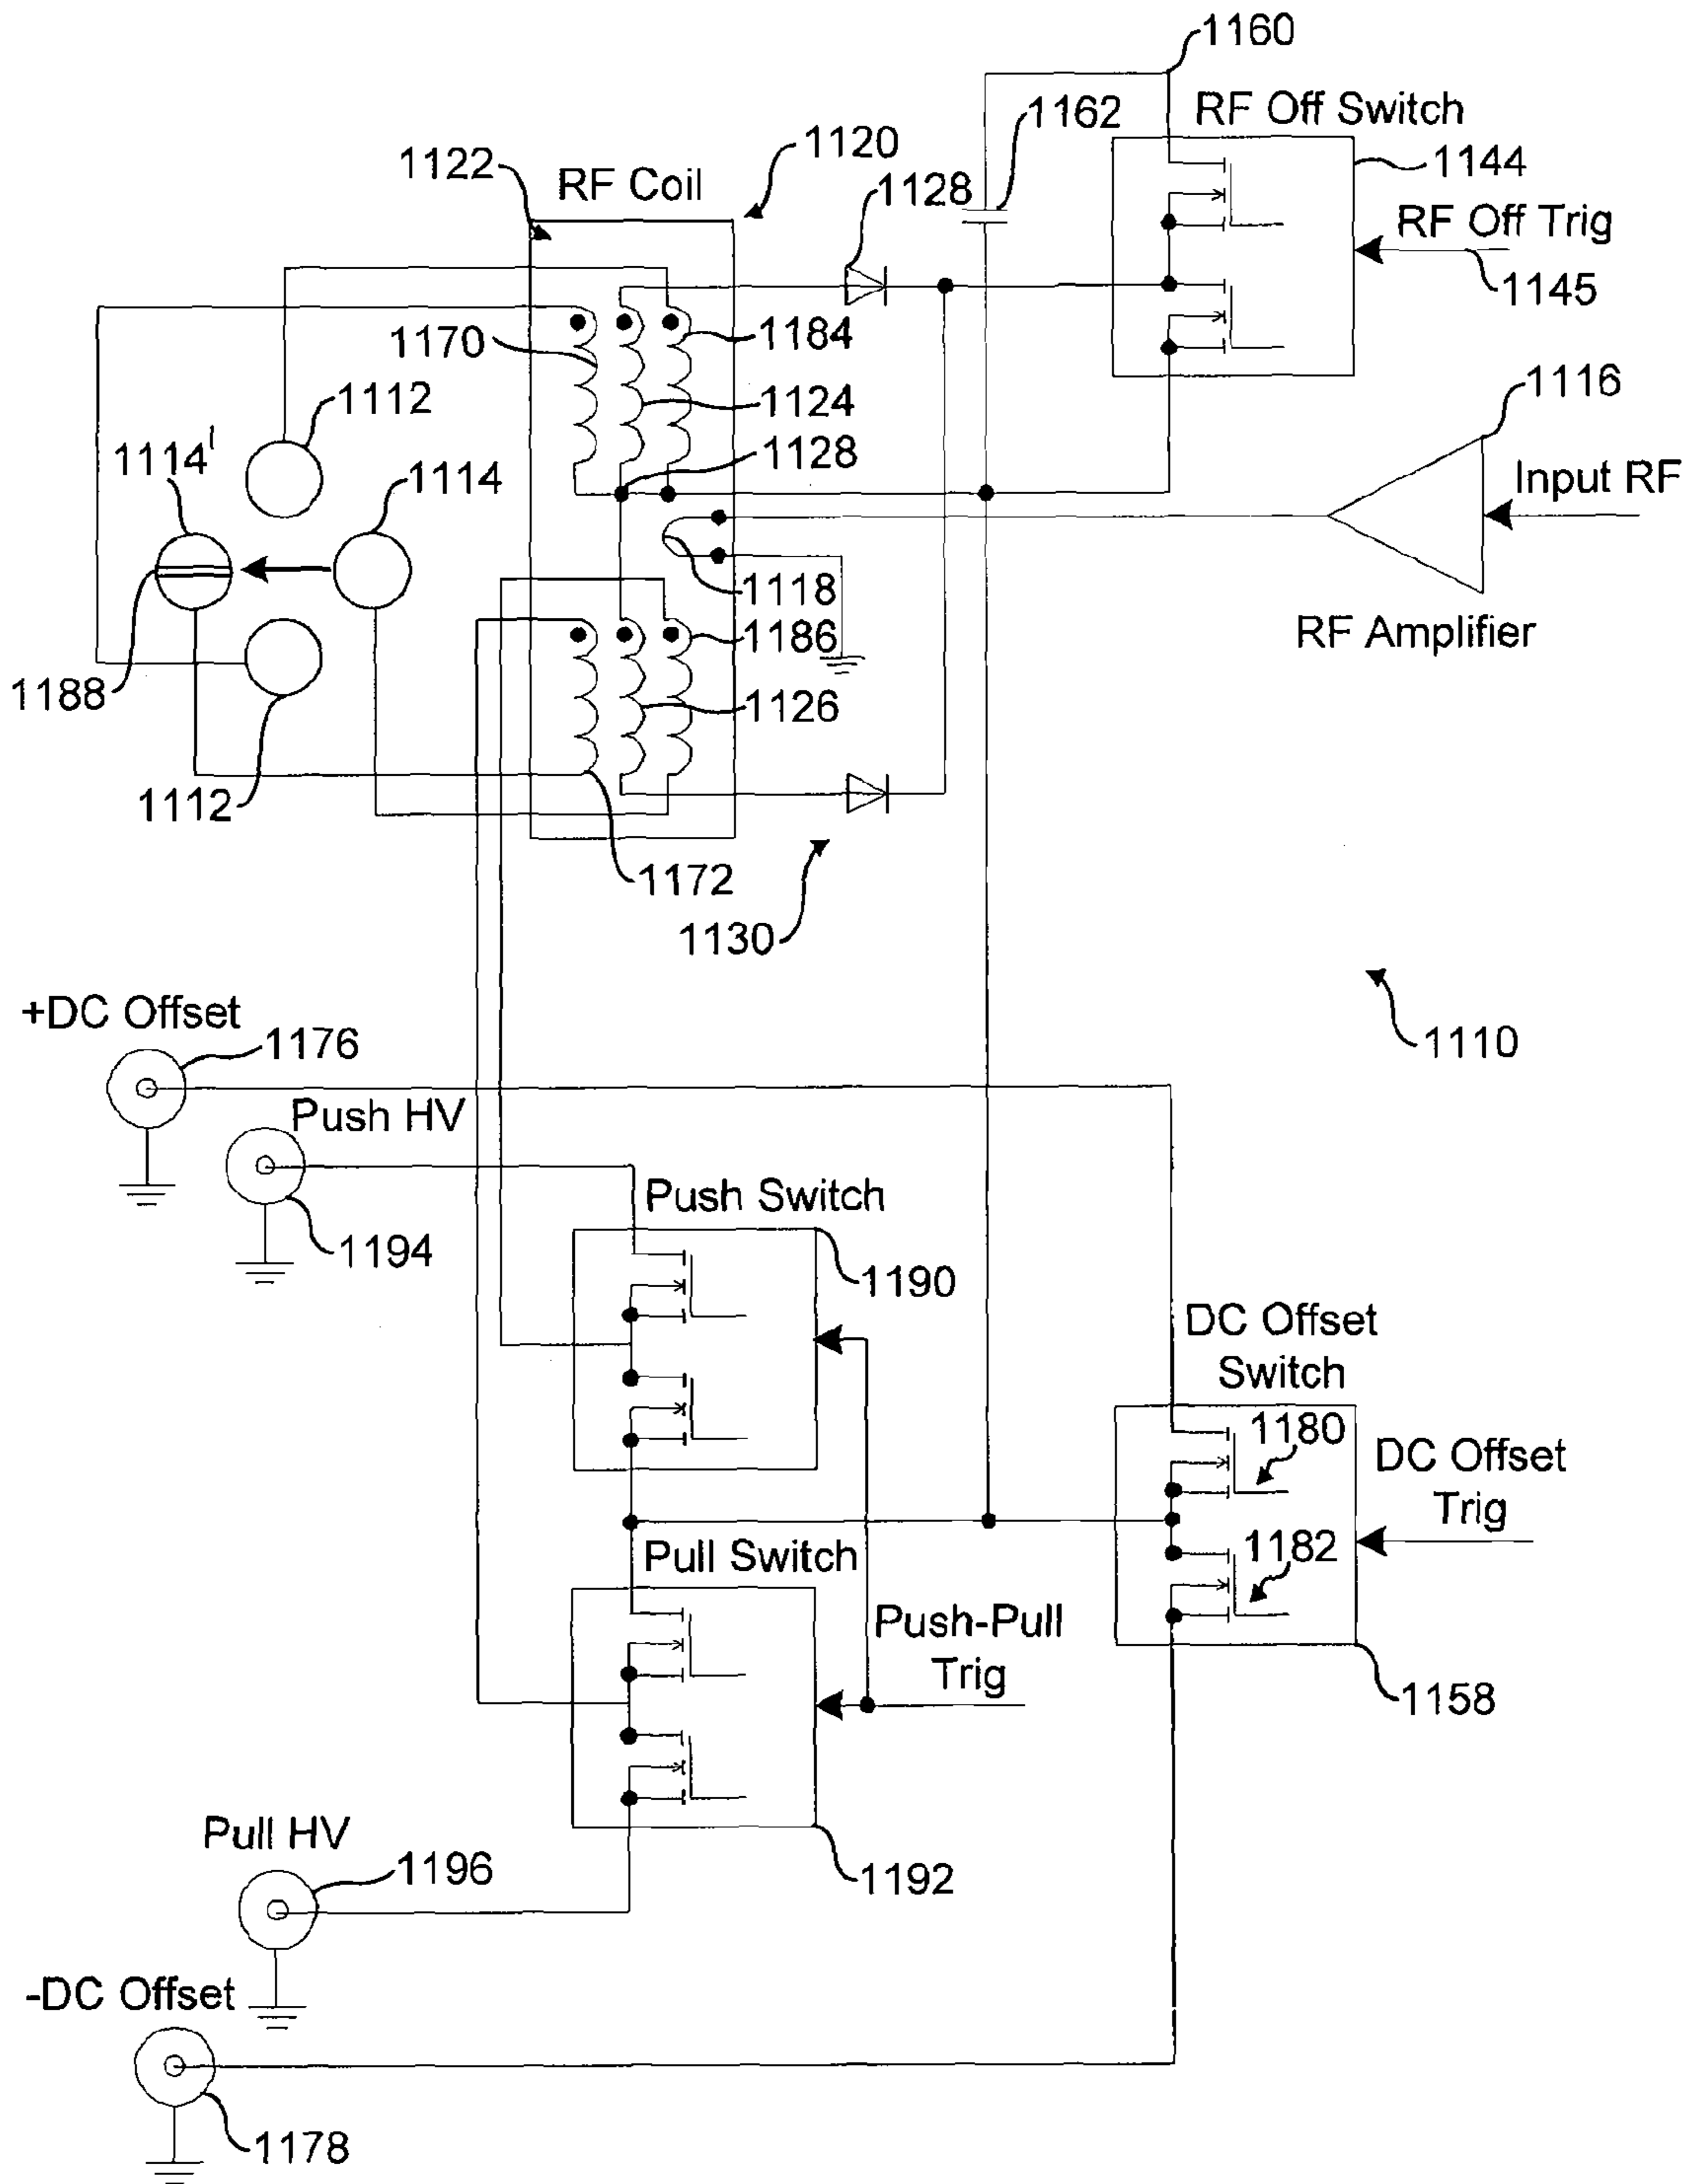 1160
RF Off Switch
1162
1120
1144
1122
RF Coil
1128
RF Off Trig
1145
1184
1170
1112
1124
1116
1128
1114'
1114
Input RF
1118
1186
RF Amplifier
1188
1126
1112
1172
1130
+DC Offset
1176
1110
Push HV
Push Switch
1194
1190
DC Offset
Switch
1180
DC Offset
Trig
Pull Switch
1182
Push-Pull
Trig
1158
Pull HV
1196
1192
-DC Offset
1178